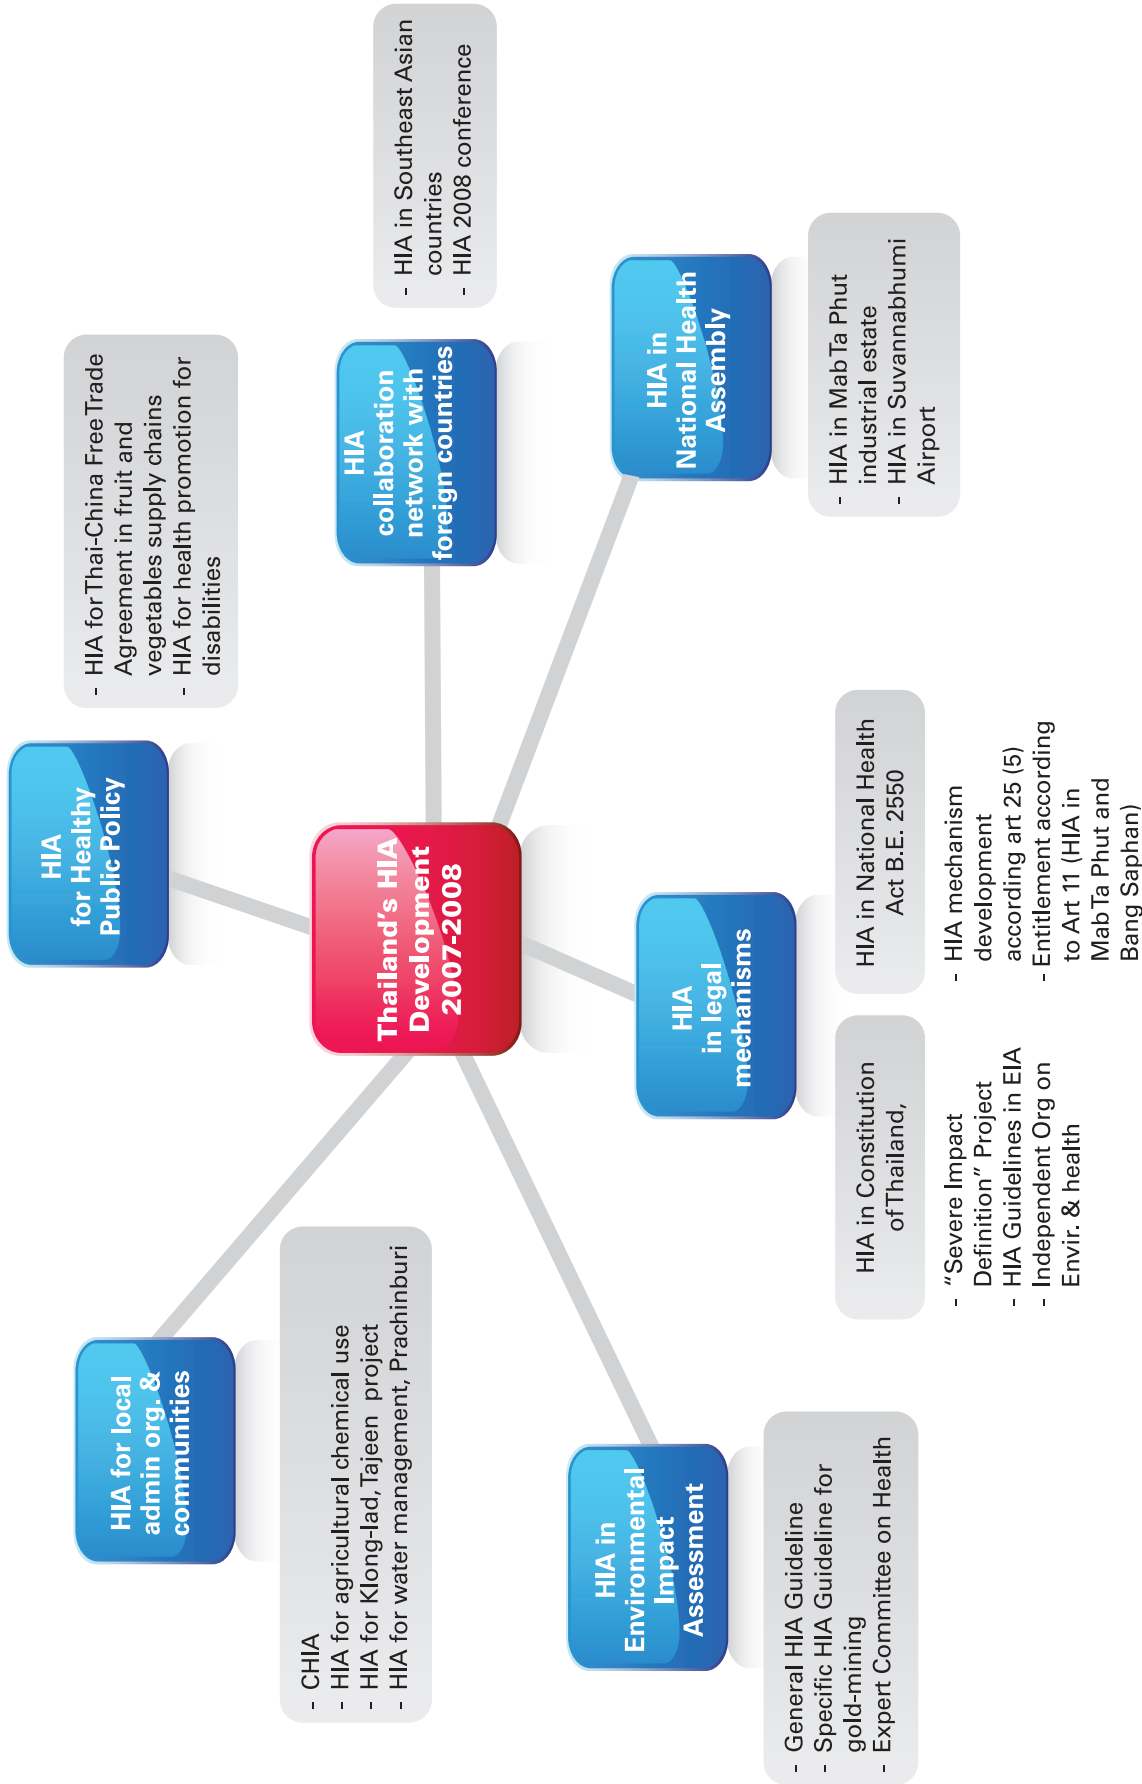 HIA
for Healthy
Public Policy
- HIA for Thai-China Free Trade
Agreement in fruit and
vegetables supply chains
- HIA for health promotion for
disabilities
HIA for local
admin org. &
communities
- CHIA
- HIA for agricultural chemical use
- HIA for Klong-lad, Tajeen project
- HIA for water management, Prachinburi
Thailand's HIA
Development
2007-2008
HIA
collaboration
network with
foreign countries
- HIA in Southeast Asian
countries
- HIA 2008 conference
HIA in
Environmental
Impact
Assessment
- General HIA Guideline
- Specific HIA Guideline for
gold-mining
- Expert Committee on Health
HIA
in legal
mechanisms
HIA in Constitution
of Thailand,
- “Severe Impact
Definition” Project
- HIA Guidelines in EIA
- Independent Org on
Envir. & health
HIA in National Health
Act B.E. 2550
- HIA mechanism
development
according art 25 (5)
- Entitlement according
to Art 11 (HIA in
Mab Ta Phut and
Bang Saphan)
HIA in
National Health
Assembly
- HIA in Mab Ta Phut
industrial estate
- HIA in Suvannabhumi
Airport